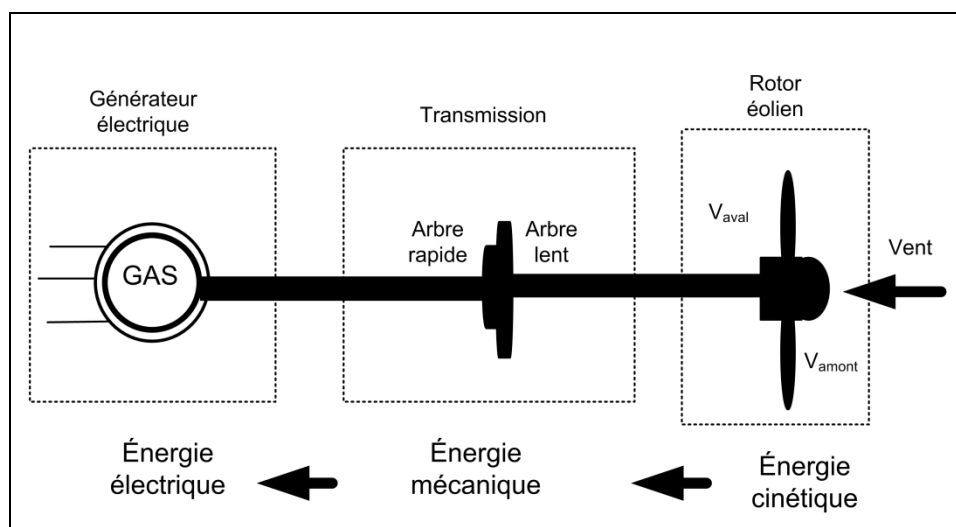 Générateur
électrique
Transmission
Rotor
éolien
GAS
Arbre
rapide
Arbre
lent
Vaval
Vent
Vamont
Énergie
électrique
Énergie
mécanique
Énergie
cinétique